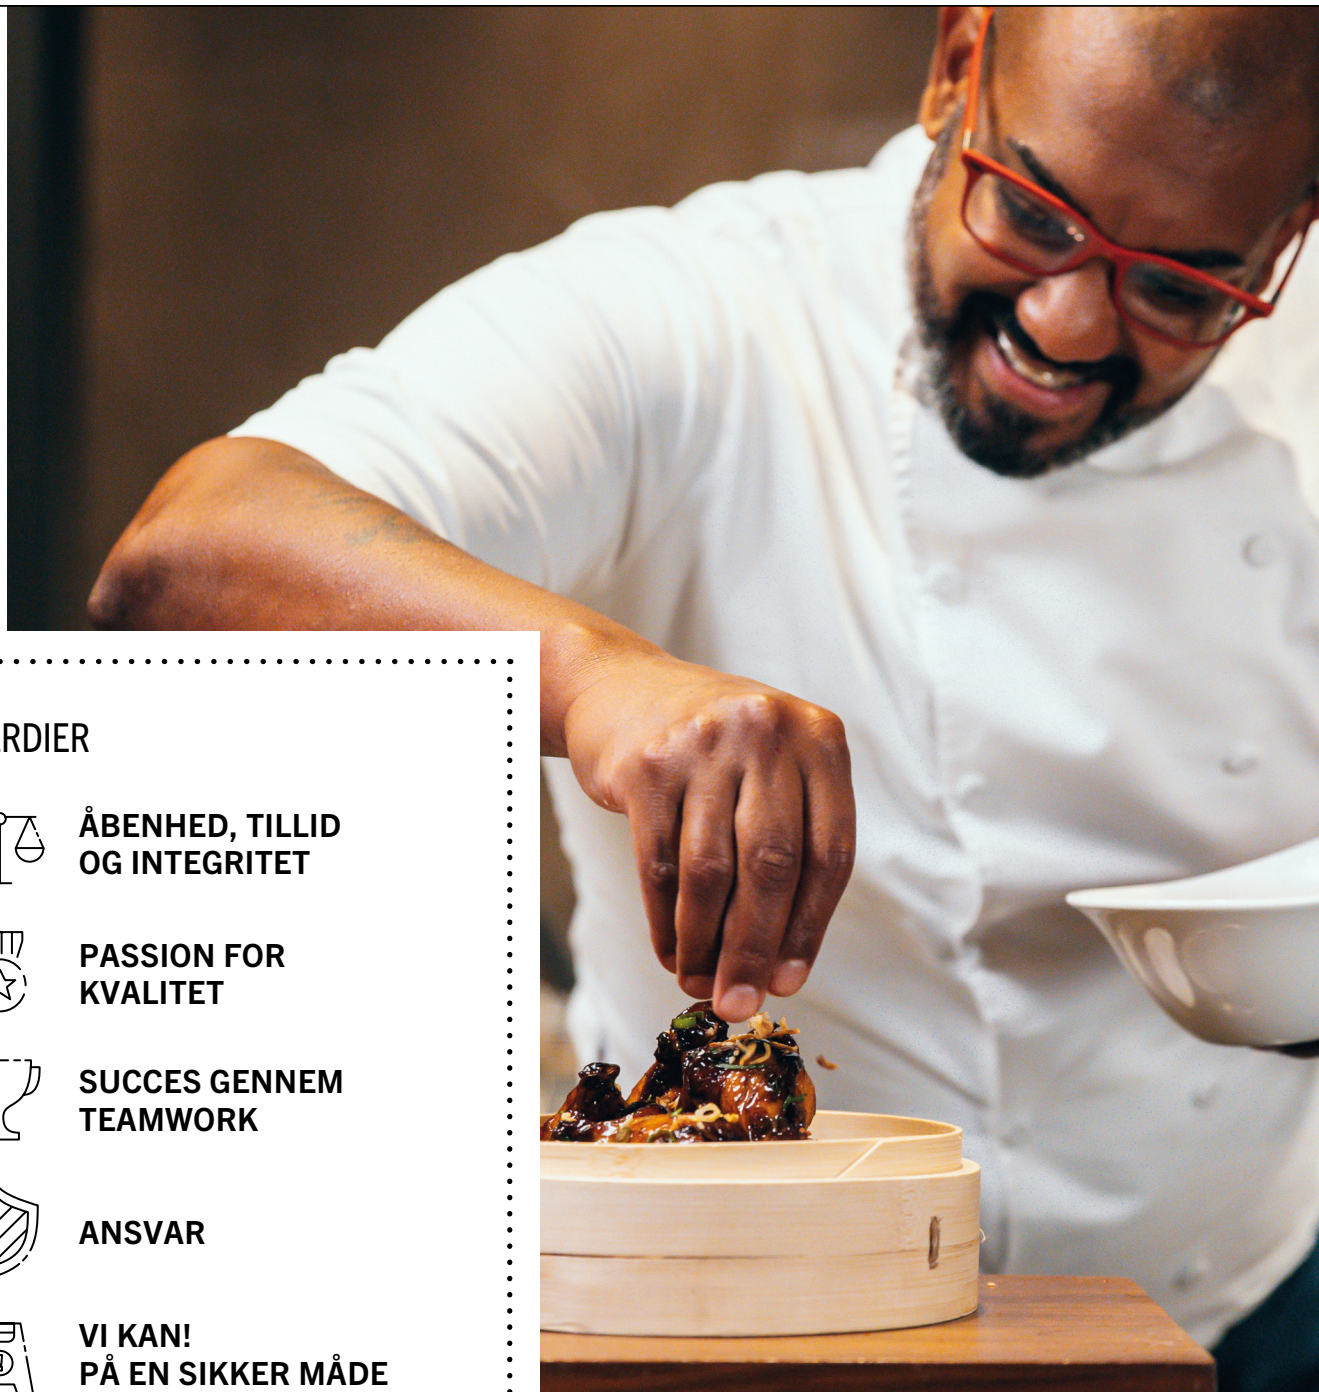 RDIER
ÅBENHED, TILLID
OG INTEGRITET
PASSION FOR
KVALITET
SUCCES GENNEM
TEAMWORK
ANSVAR
VI KAN!
PÅ EN SIKKER MÅDE